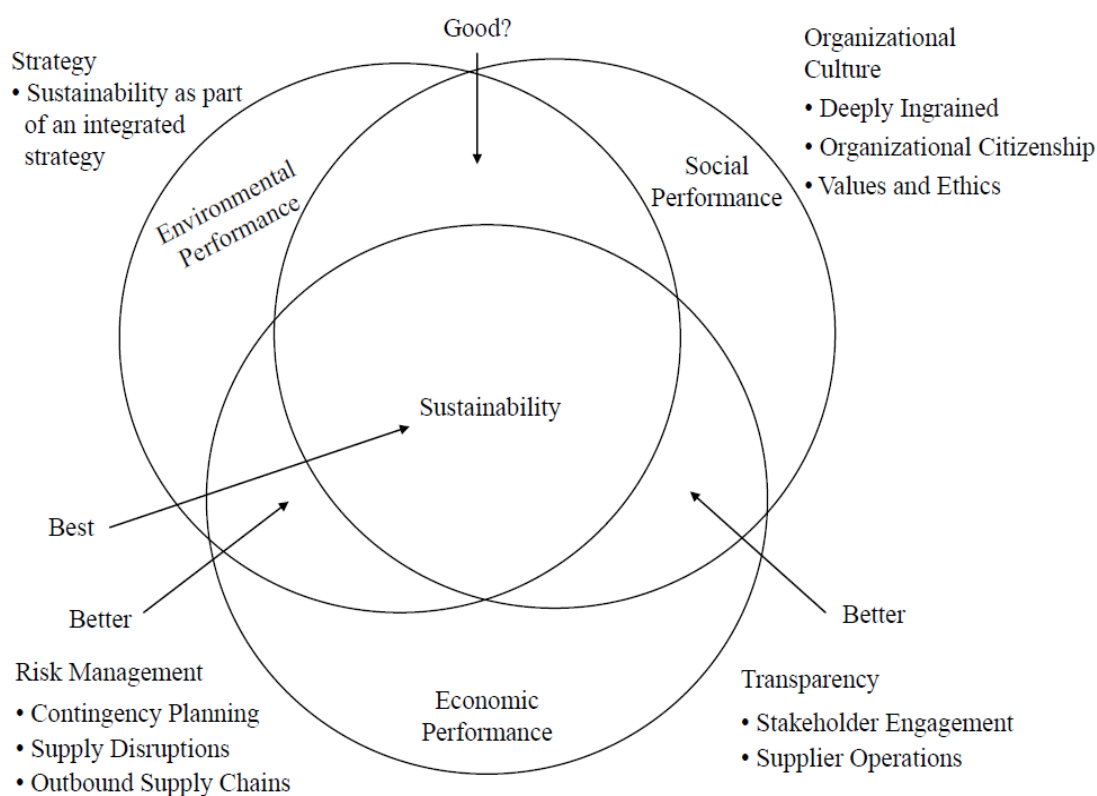 Good?
Strategy
• Sustainability as part
of an integrated
strategy
Organizational
Culture
• Deeply Ingrained
• Organizational Citizenship
• Values and Ethics
Environmental
Performance
Social
Performance
Sustainability
Best
Better
Better
Risk Management
• Contingency Planning
• Supply Disruptions
• Outbound Supply Chains
Economic
Performance
Transparency
• Stakeholder Engagement
• Supplier Operations